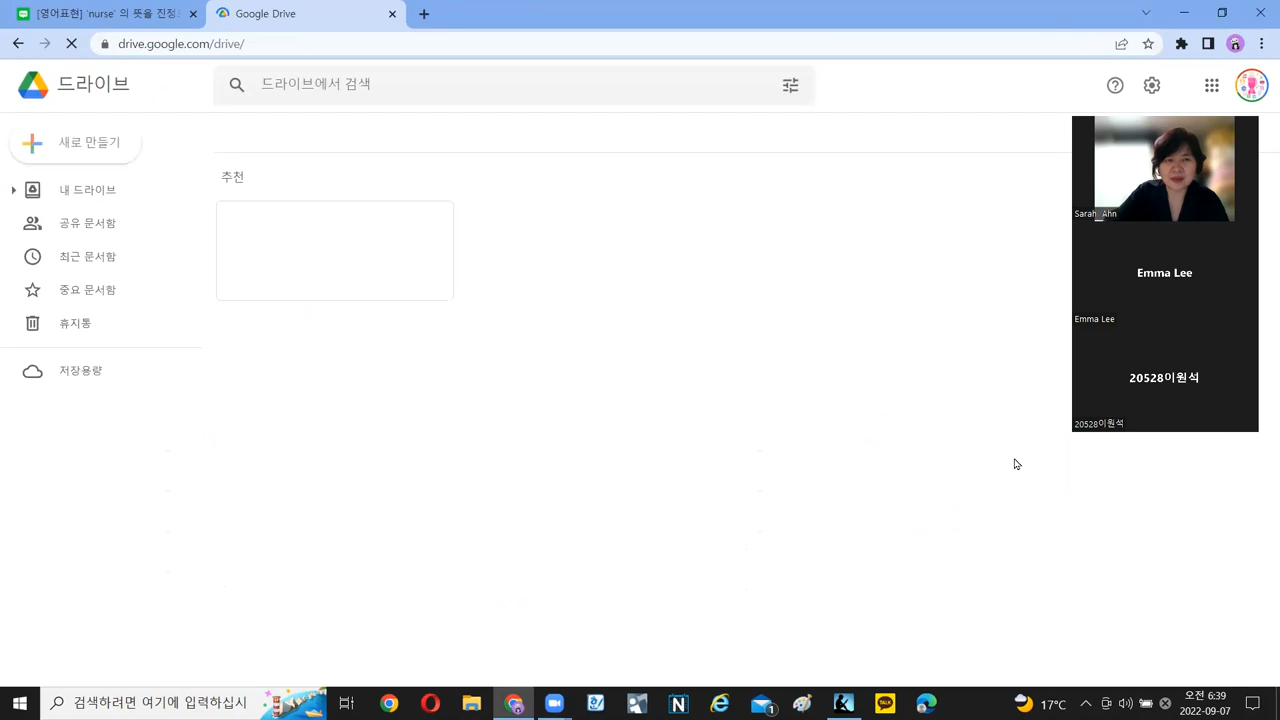 [영어표현] 'nurse' 의 뜻을 진정
Google Drive
drive.google.com/drive/
드라이브
드라이브에서 검색
새로 만들기
내 드라이브
공유 문서함
최근 문서함
중요 문서함
휴지통
저장용량
추천
Sarah_Ahn
Emma Lee
Emma Lee
20528이원석
20528이원석
검색하려면 여기에 입력하십시
N
1
TALK
17°C
오전 6:39
2022-09-07